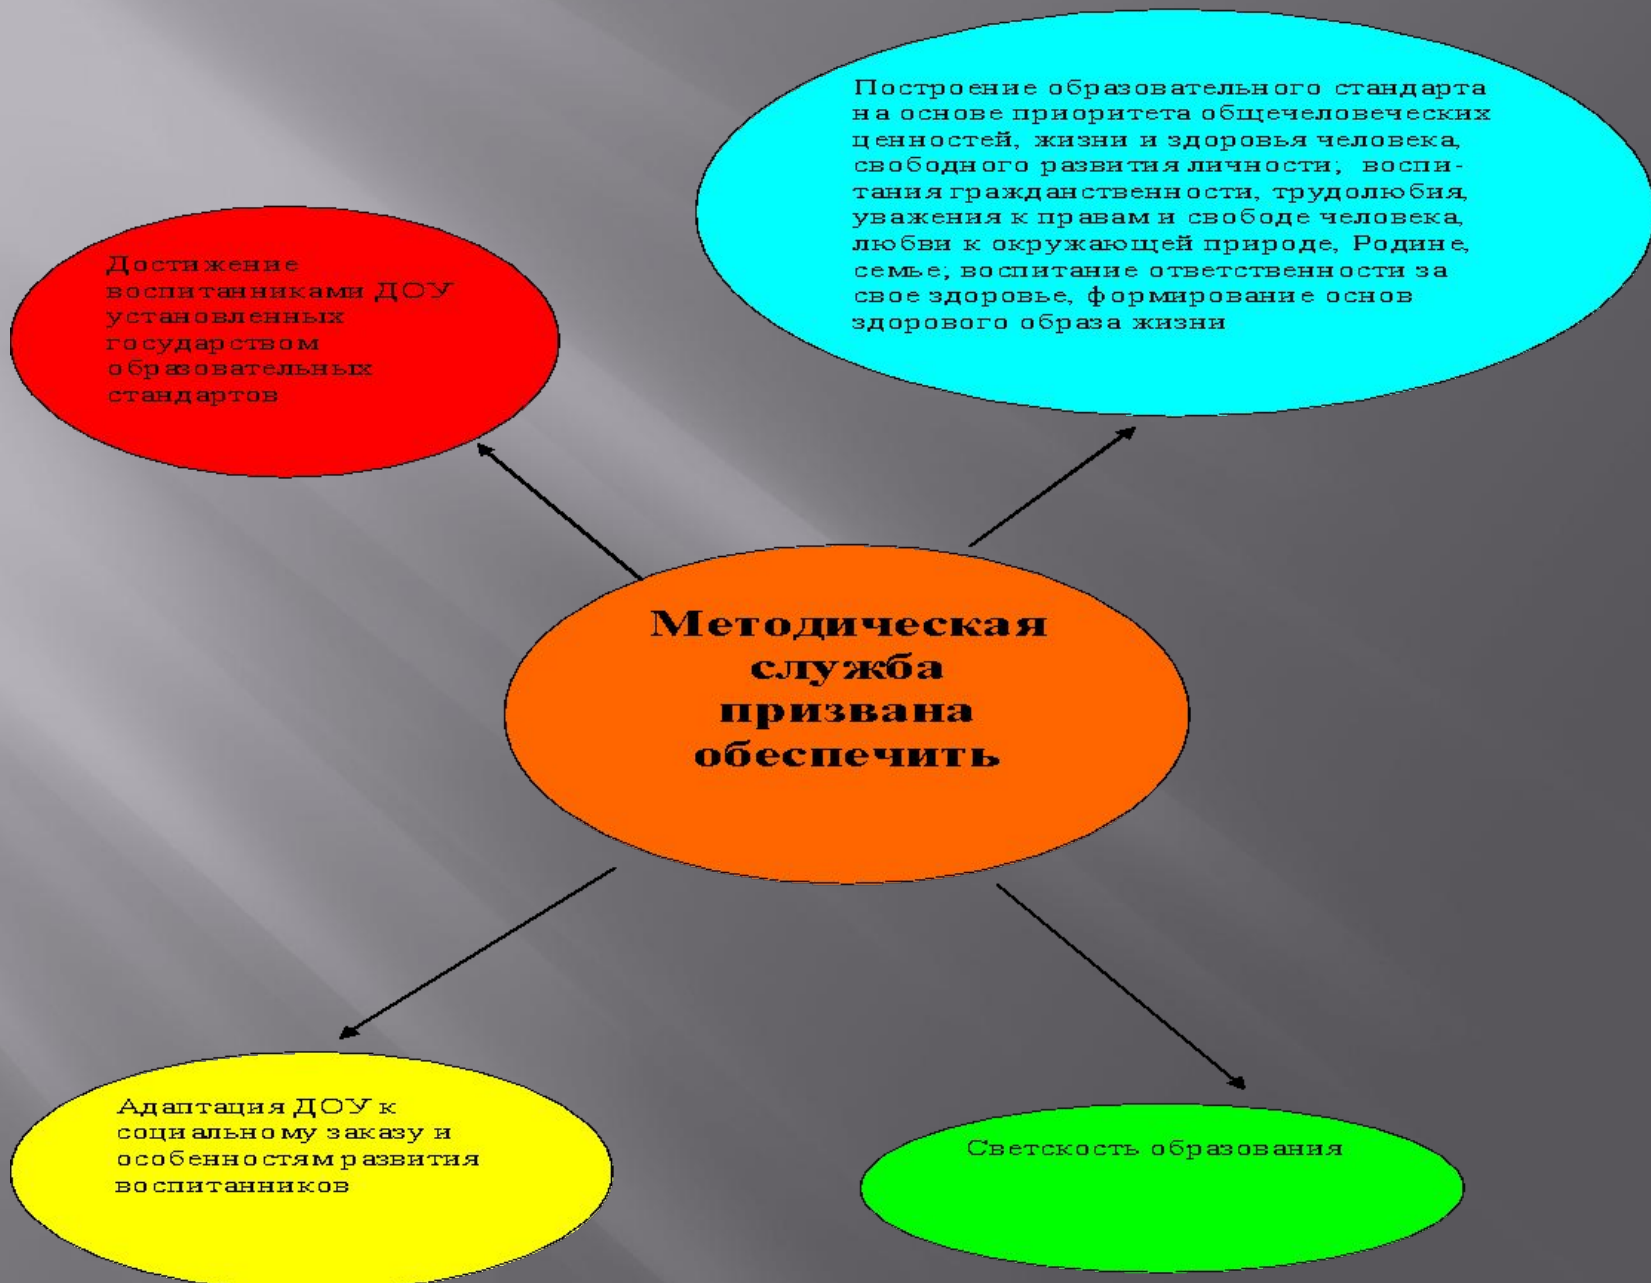 Построение образовательного стандарта
на основе приоритета общечеловеческих
ценностей, жизни и здоровья человека,
свободного развития личности; воспи-
тания гражданственности, трудолюбия,
уважения к правам и свободе человека,
любви к окружающей природе, Родине,
семье; воспитание ответственности за
свое здоровье, формирование основ
здорового образа жизни
Достижение
воспитанниками ДОУ
установленных
государством
образовательных
стандартов
Методическая
служба
призвана
обеспечить
Адаптация ДОУ к
социальному заказу и
особенностям развития
воспитанников
Светскость образования